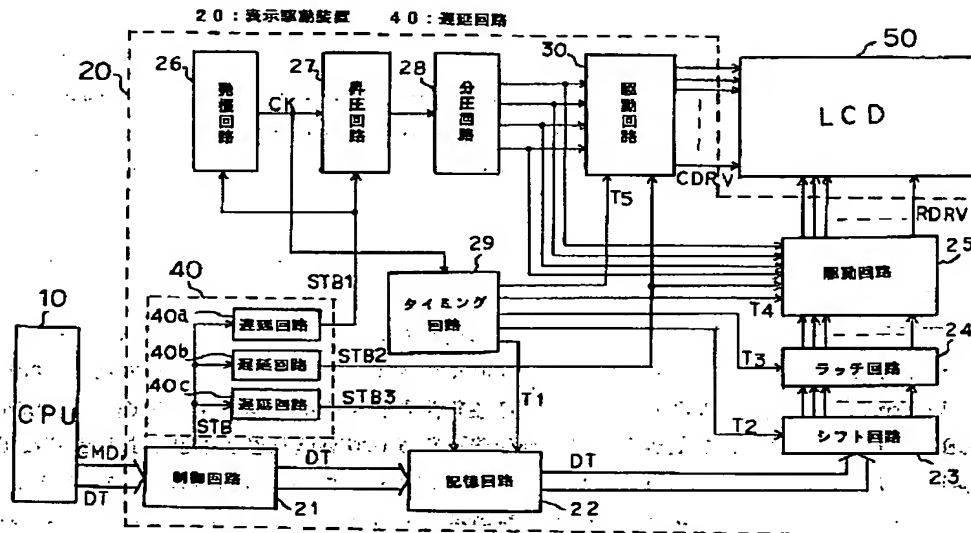 20：表示駆動装置 40：遅延回路
20
26
発振回路
CK
27
昇圧回路
28
分圧回路
30
駆動回路
CDRV
50
LCD
T5
RDRV
25
駆動回路
T4
29
タイミング回路
STB1
40
40a
遅延回路
40b
遅延回路
STB2
40c
遅延回路
STB3
STB
T1
T3
24
ラッチ回路
T2
シフト回路
23
10
CPU
CMD
DT
制御回路
21
DT
記憶回路
22
DT